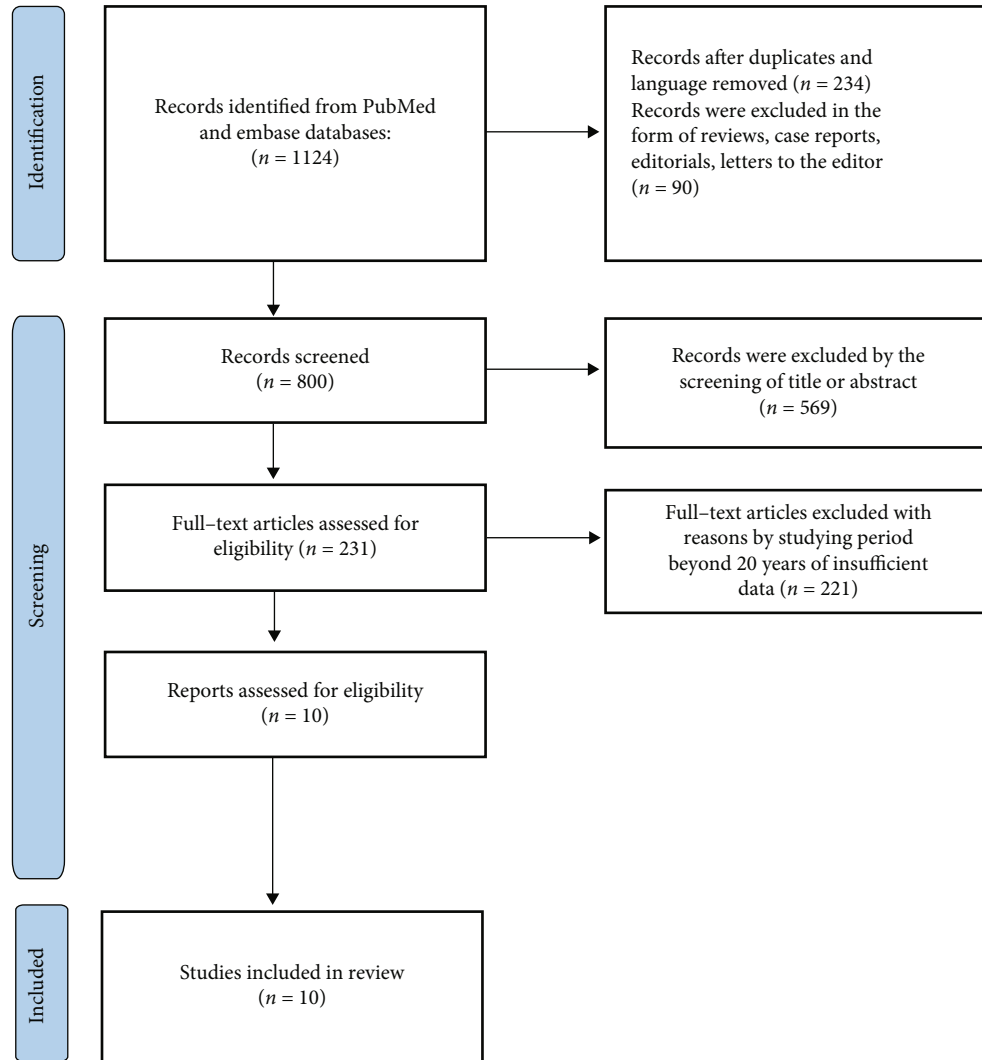 Identification
Records identified from PubMed
and embase databases:
(n = 1124)
Records after duplicates and
language removed (n = 234)
Records were excluded in the
form of reviews, case reports,
editorials, letters to the editor
(n = 90)
Screening
Records screened
(n = 800)
Records were excluded by the
screening of title or abstract
(n = 569)
Full–text articles assessed for
eligibility (n = 231)
Full–text articles excluded with
reasons by studying period
beyond 20 years of insufficient
data (n = 221)
Reports assessed for eligibility
(n = 10)
Included
Studies included in review
(n = 10)